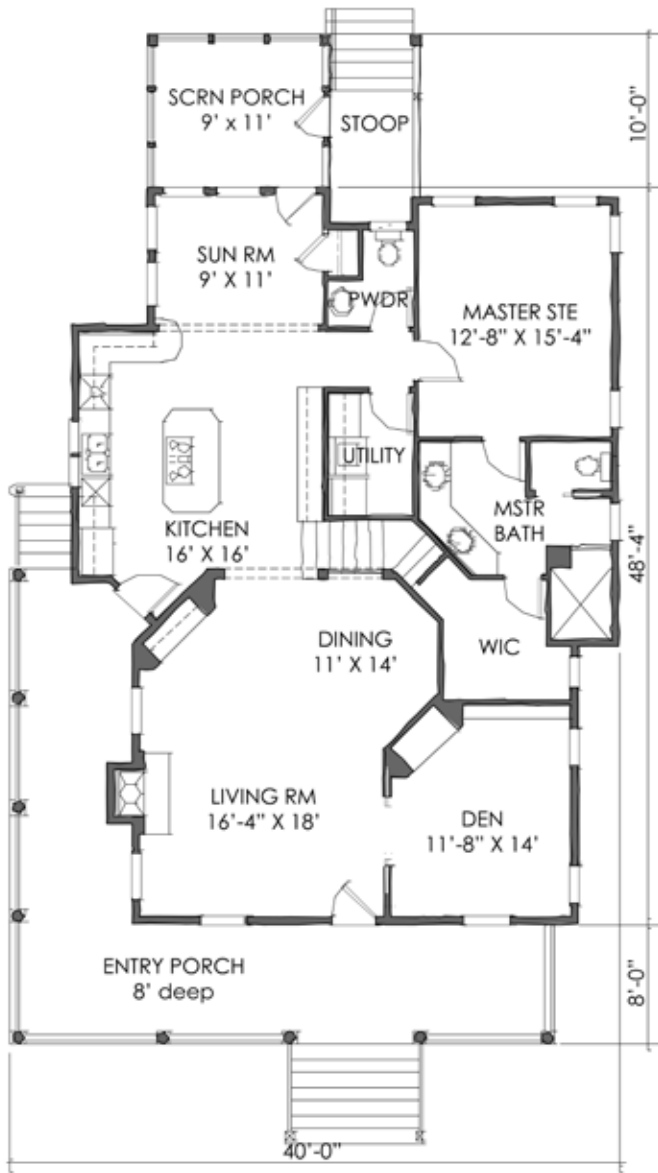 SCRN PORCH
9' x 11'
STOOP
10'-0"
SUN RM
9' X 11'
PWDR
MASTER STE
12'-8" X 15'-4"
UTILITY
MSTR
BATH
KITCHEN
16' X 16'
48'-4"
DINING
11' X 14'
WIC
LIVING RM
16'-4" X 18'
DEN
11'-8" X 14'
ENTRY PORCH
8' deep
8'-0"
40'-0"